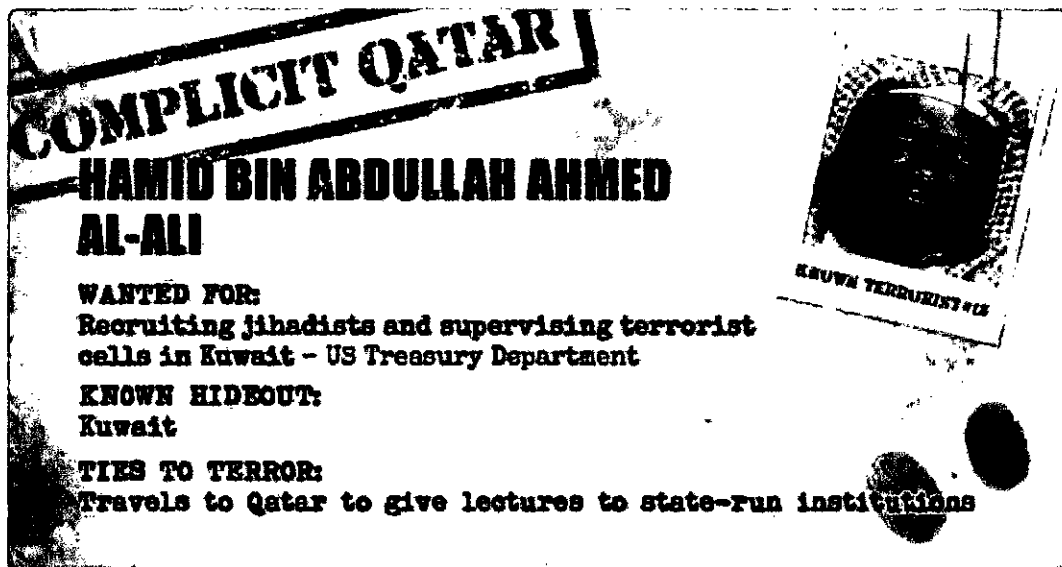 COMPLICIT QATAR
HAMID BIN ABDULLAH AHMED
AL-ALI
KNOWN TERRORIST
WANTED FOR:
Recruiting jihadists and supervising terrorist
cells in Kuwait - US Treasury Department
KNOWN HIDEOUT:
Kuwait
TIES TO TERROR:
Travels to Qatar to give lectures to state-run institutions